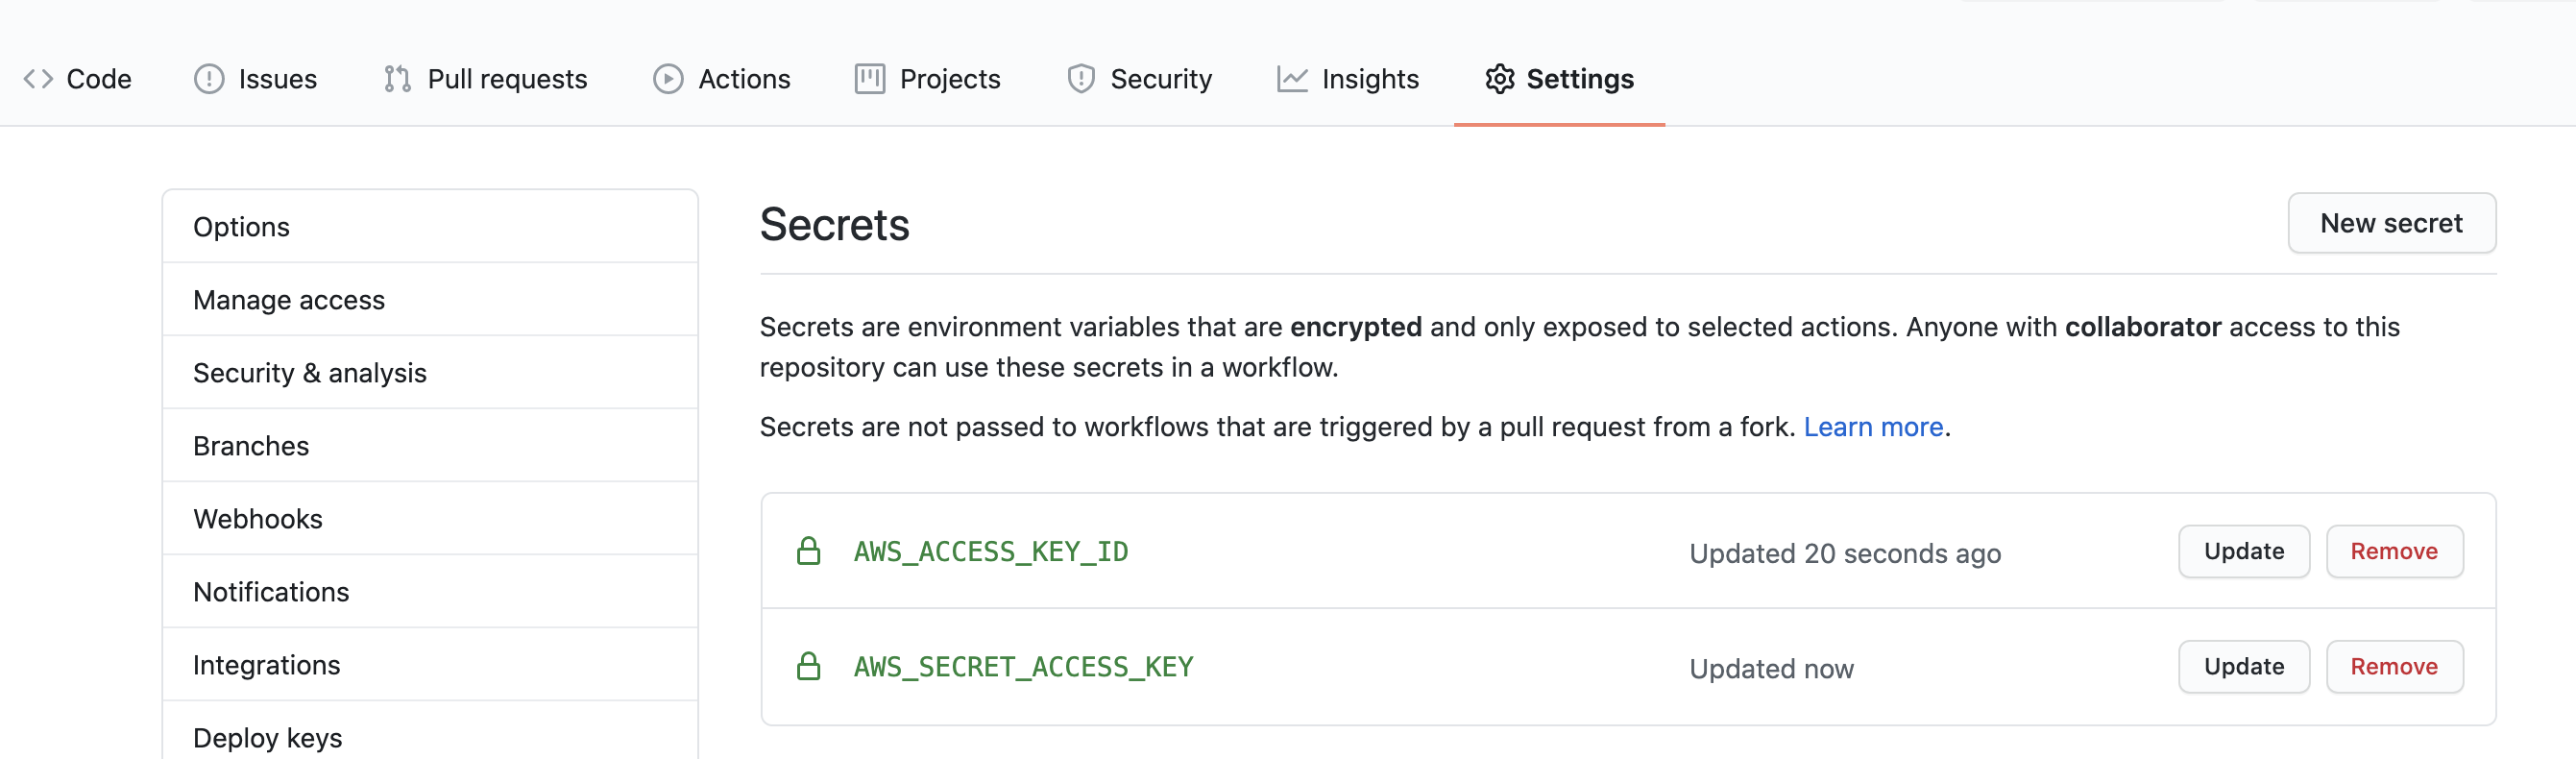 Code Issues Pull requests Actions Projects Security Insights Settings
Options
Manage access
Security & analysis
Branches
Webhooks
Notifications
Integrations
Deploy keys
Secrets
New secret
Secrets are environment variables that are encrypted and only exposed to selected actions. Anyone with collaborator access to this
repository can use these secrets in a workflow.
Secrets are not passed to workflows that are triggered by a pull request from a fork. Learn more.
AWS_ACCESS_KEY_ID Updated 20 seconds ago Update Remove
AWS_SECRET_ACCESS_KEY Updated now Update Remove